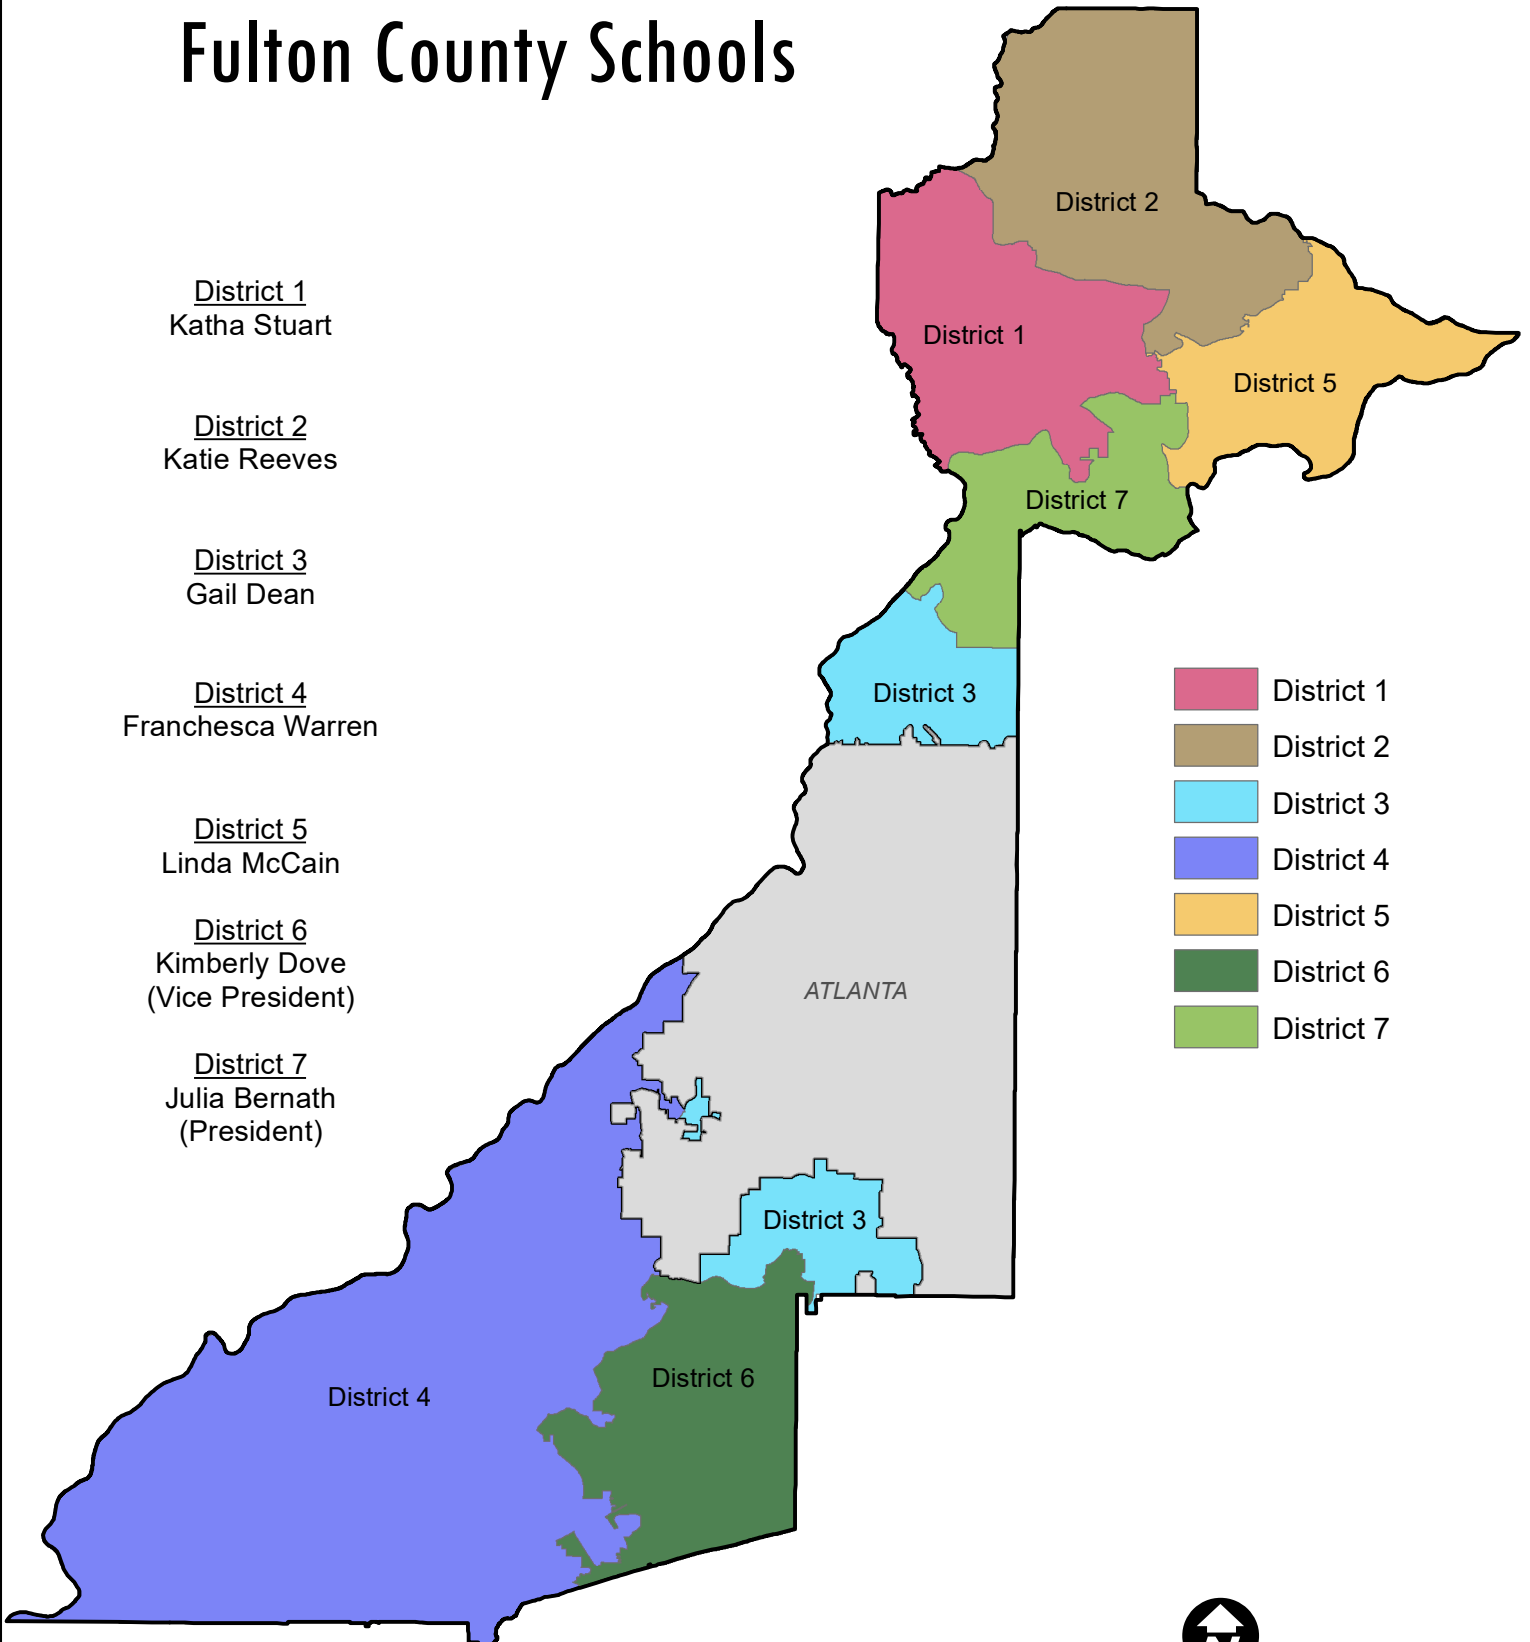 Fulton County Schools
District 1
Katha Stuart
District 2
Katie Reeves
District 3
Gail Dean
District 4
Franchesca Warren
District 5
Linda McCain
District 6
Kimberly Dove
(Vice President)
District 7
Julia Bernath
(President)
District 2
District 1
District 5
District 7
District 3
ATLANTA
District 3
District 6
District 4
District 1
District 2
District 3
District 4
District 5
District 6
District 7